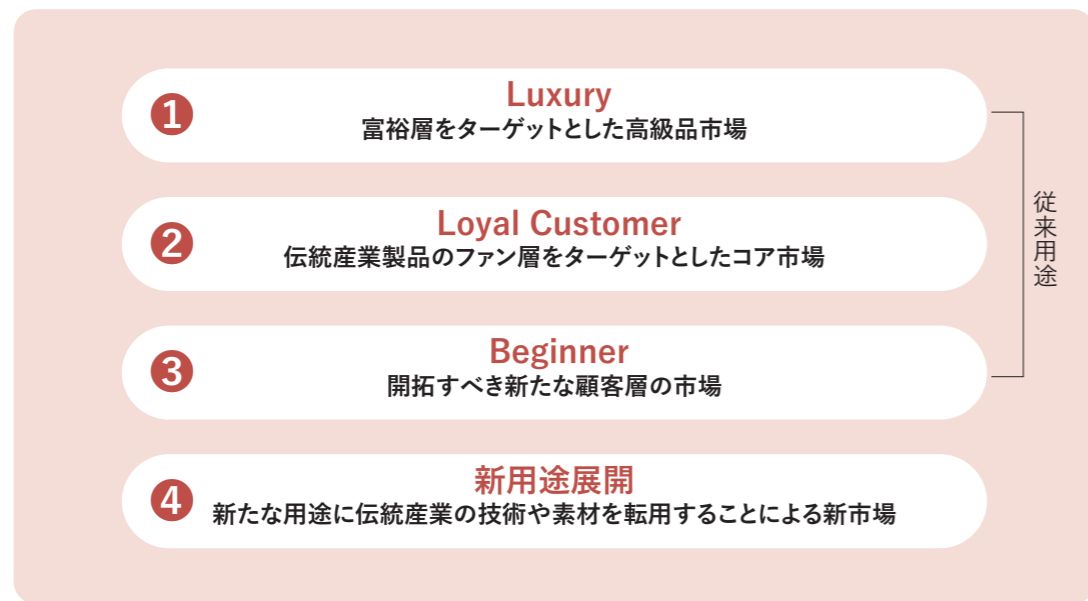 1
Luxury
富裕層をターゲットとした高級品市場
2
Loyal Customer
伝統産業製品のファン層をターゲットとしたコア市場
3
Beginner
開拓すべき新たな顧客層の市場
従来用途
4
新用途展開
新たな用途に伝統産業の技術や素材を転用することによる新市場